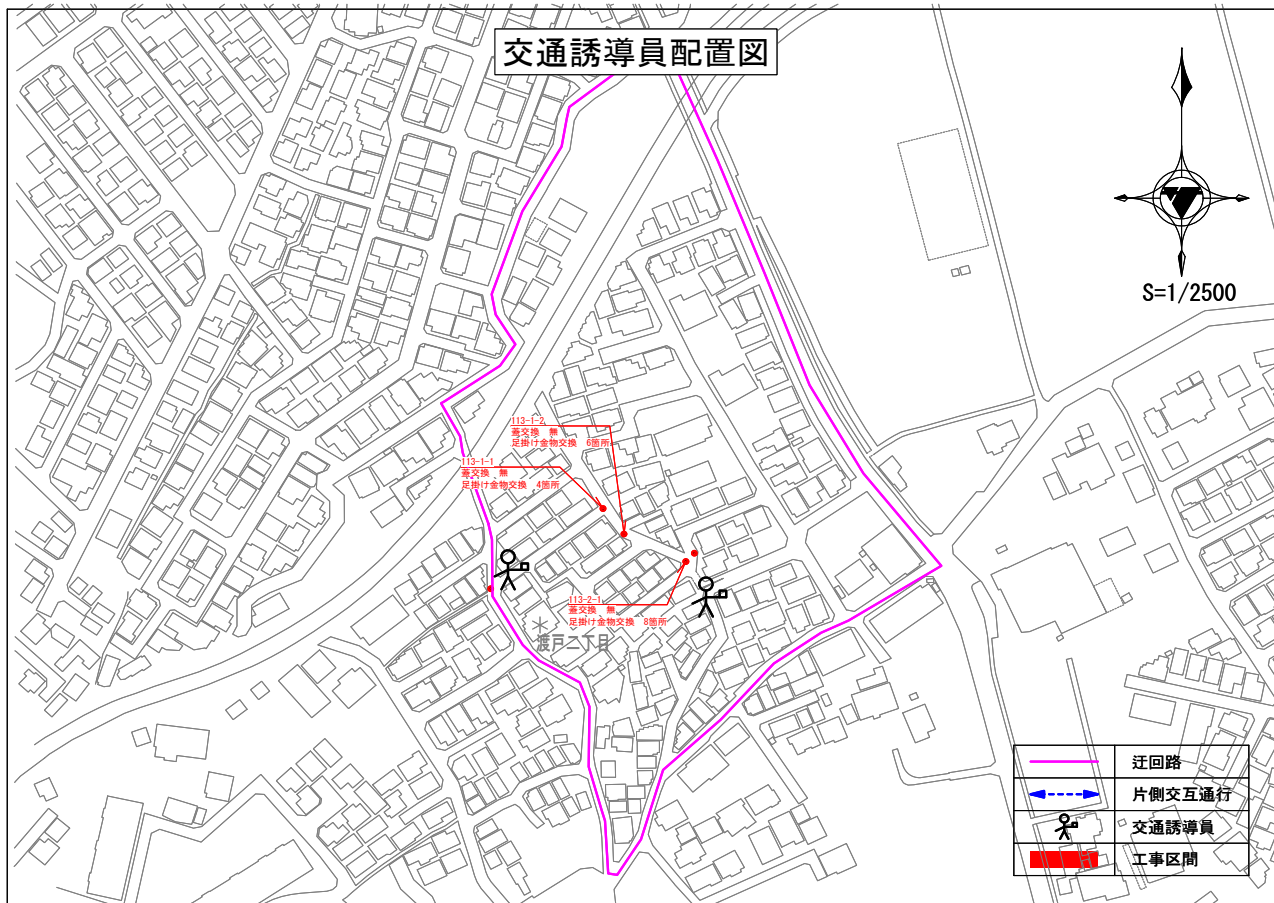 交通誘導員配置図
S=1/2500
113-1-2
蓋交換　無
足掛け金物交換　6箇所
113-1-1
蓋交換　無
足掛け金物交換　4箇所
113-2-1
蓋交換　無
足掛け金物交換　8箇所
渡戸二丁目
迂回路
片側交互通行
交通誘導員
工事区間